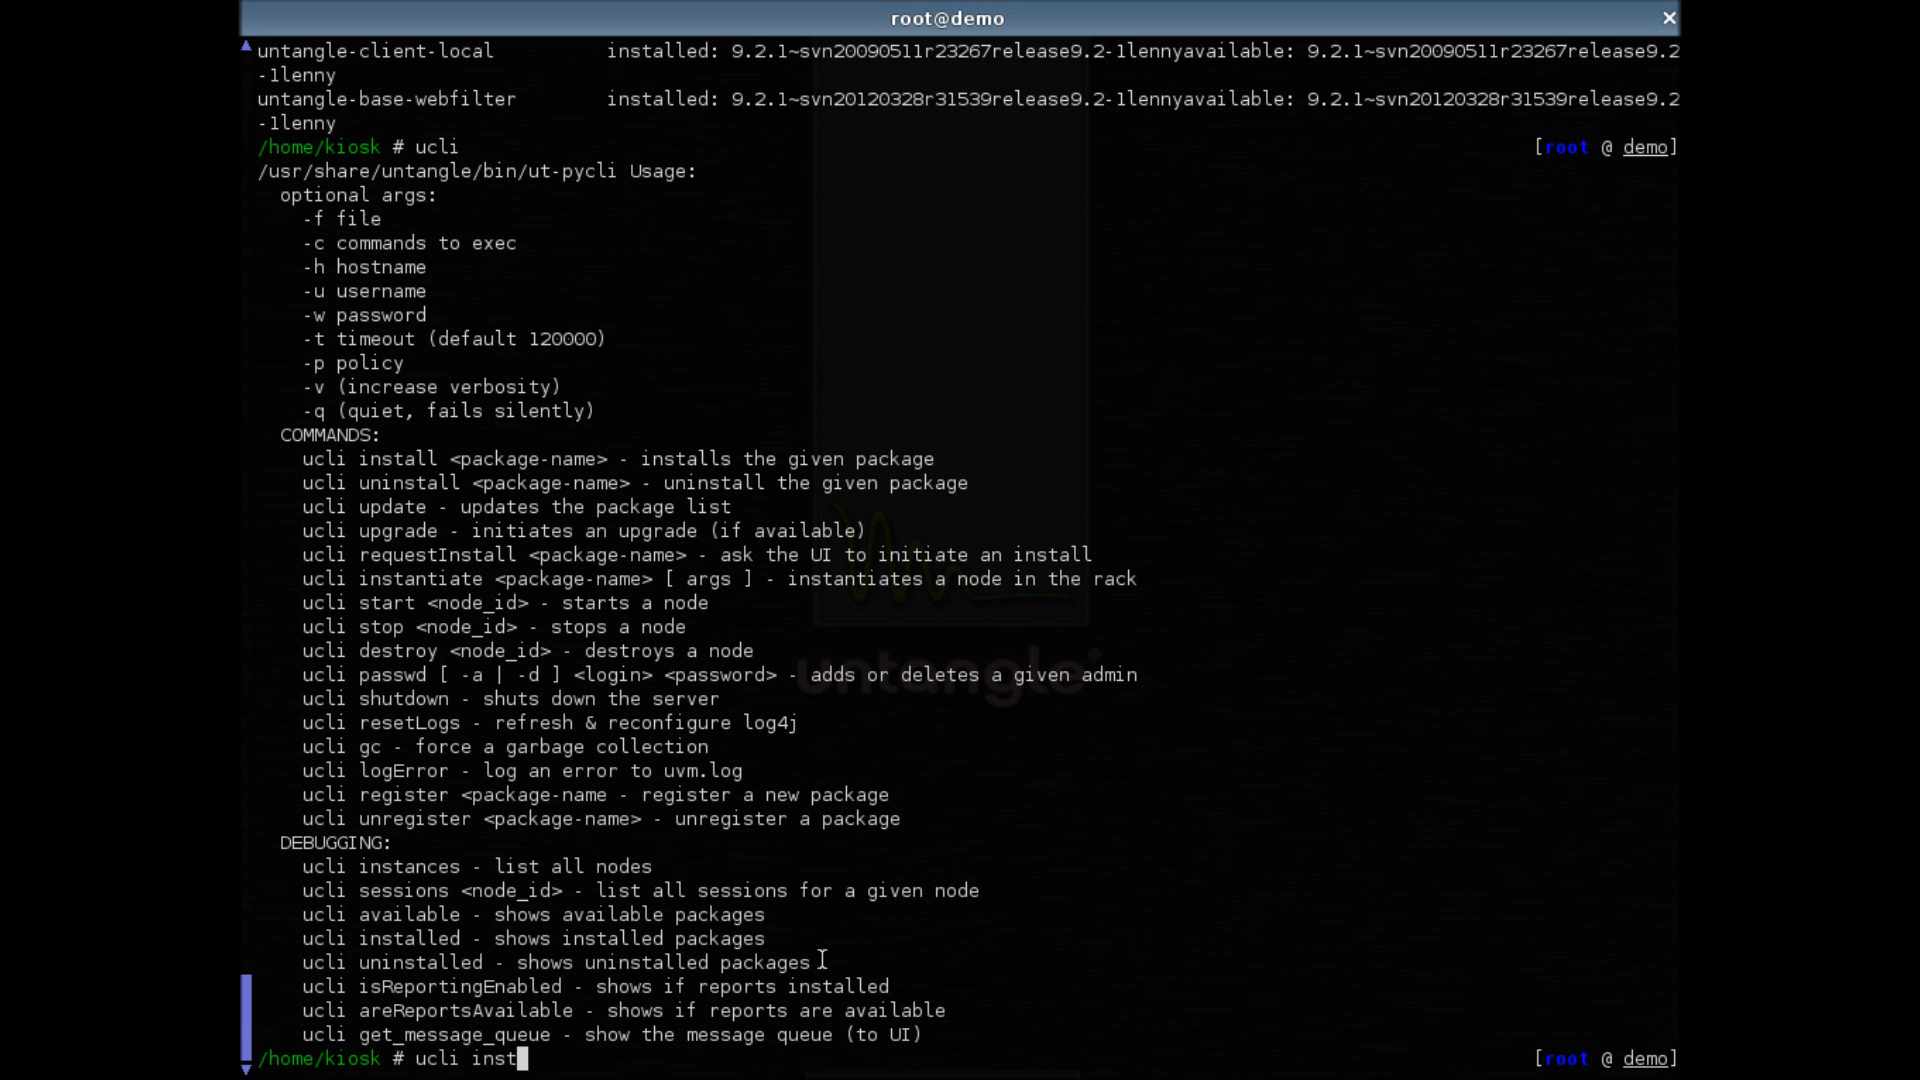 root@demo ×
untangle-client-local installed: 9.2.1~svn20090511r23267release9.2-1lennyavailable: 9.2.1~svn20090511r23267release9.2
-1lenny
untangle-base-webfilter installed: 9.2.1~svn20120328r31539release9.2-1lennyavailable: 9.2.1~svn20120328r31539release9.2
-1lenny
/home/kiosk # ucli [root @ demo]
/usr/share/untangle/bin/ut-pycli Usage:
optional args:
-f file
-c commands to exec
-h hostname
-u username
-w password
-t timeout (default 120000)
-p policy
-v (increase verbosity)
-q (quiet, fails silently)
COMMANDS:
ucli install <package-name> - installs the given package
ucli uninstall <package-name> - uninstall the given package
ucli update - updates the package list
ucli upgrade - initiates an upgrade (if available)
ucli requestInstall <package-name> - ask the UI to initiate an install
ucli instantiate <package-name> [ args ] - instantiates a node in the rack
ucli start <node_id> - starts a node
ucli stop <node_id> - stops a node
ucli destroy <node_id> - destroys a node
ucli passwd [ -a | -d ] <login> <password> - adds or deletes a given admin
untangle®
ucli shutdown - shuts down the server
ucli resetLogs - refresh & reconfigure log4j
ucli gc - force a garbage collection
ucli logError - log an error to uvm.log
ucli register <package-name - register a new package
ucli unregister <package-name> - unregister a package
DEBUGGING:
ucli instances - list all nodes
ucli sessions <node_id> - list all sessions for a given node
ucli available - shows available packages
ucli installed - shows installed packages
ucli uninstalled - shows uninstalled packages
ucli isReportingEnabled - shows if reports installed
ucli areReportsAvailable - shows if reports are available
ucli get_message_queue - show the message queue (to UI)
/home/kiosk # ucli inst [root @ demo]